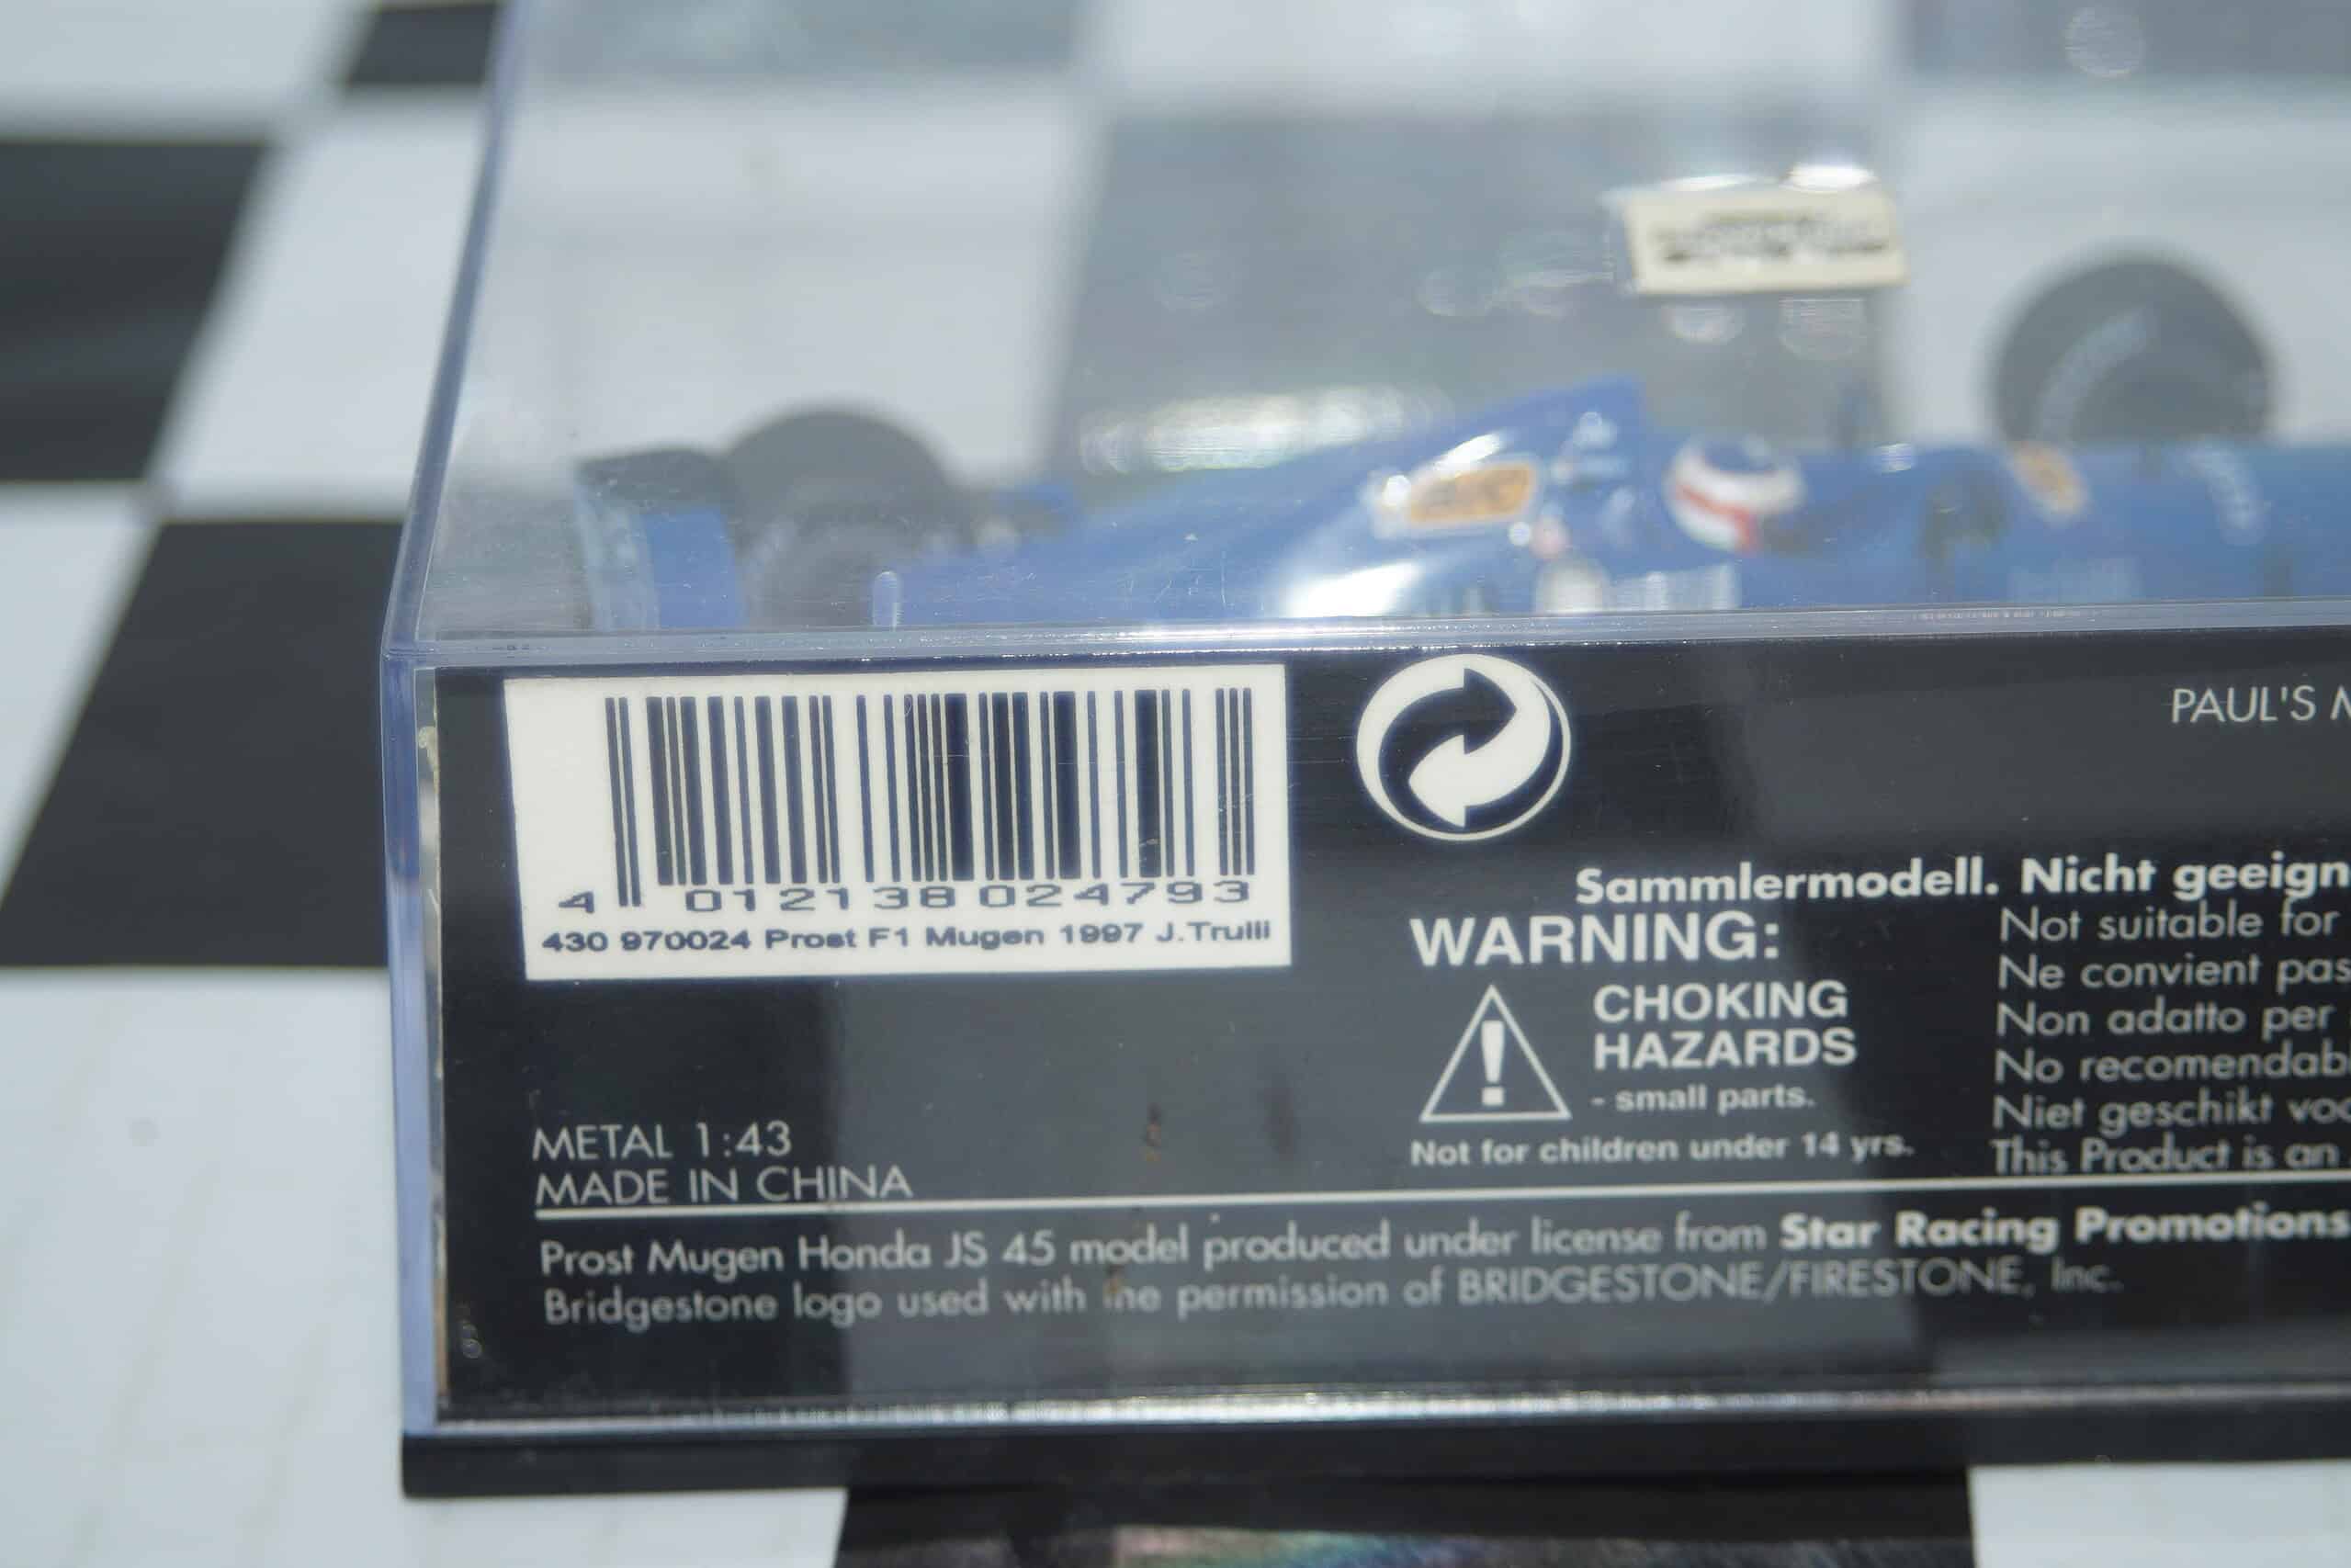 BIC
PAUL'S M
4 012138 024793
430 970024 Prost F1 Mugen 1997 J.Trulli
Sammlermodell. Nicht geeign
WARNING:
CHOKING
HAZARDS
- small parts.
Not for children under 14 yrs.
Not suitable for
Ne convient pas
Non adatto per
No recomendab
Niet geschikt voo
This Product is an
METAL 1:43
MADE IN CHINA
Prost Mugen Honda JS 45 model produced under license from Star Racing Promotions
Bridgestone logo used with the permission of BRIDGESTONE/FIRESTONE, Inc.